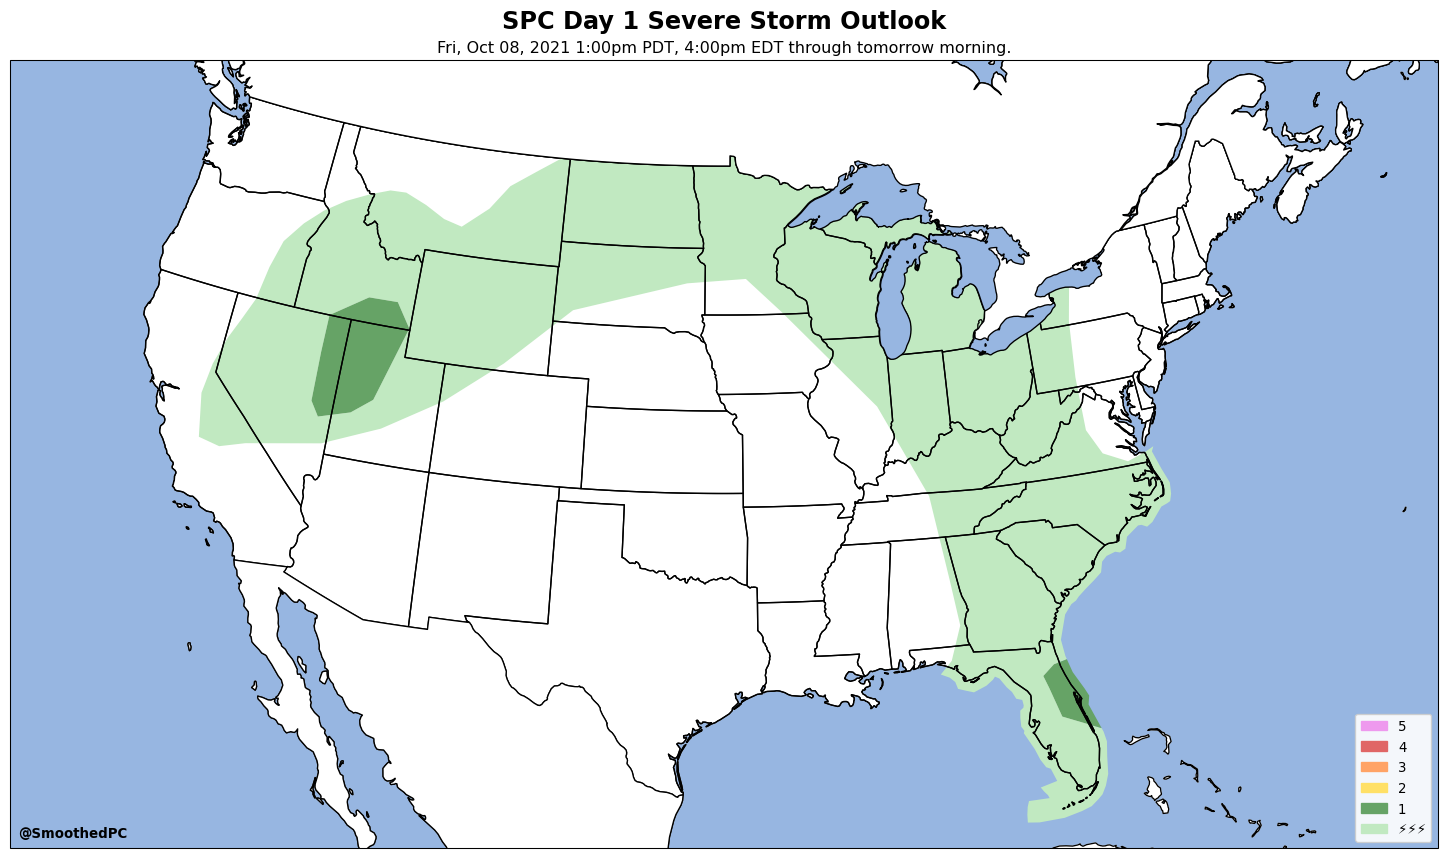 SPC Day 1 Severe Storm Outlook
Fri, Oct 08, 2021 1:00pm PDT, 4:00pm EDT through tomorrow morning.
5
4
3
2
1
⚡⚡⚡
@SmoothedPC